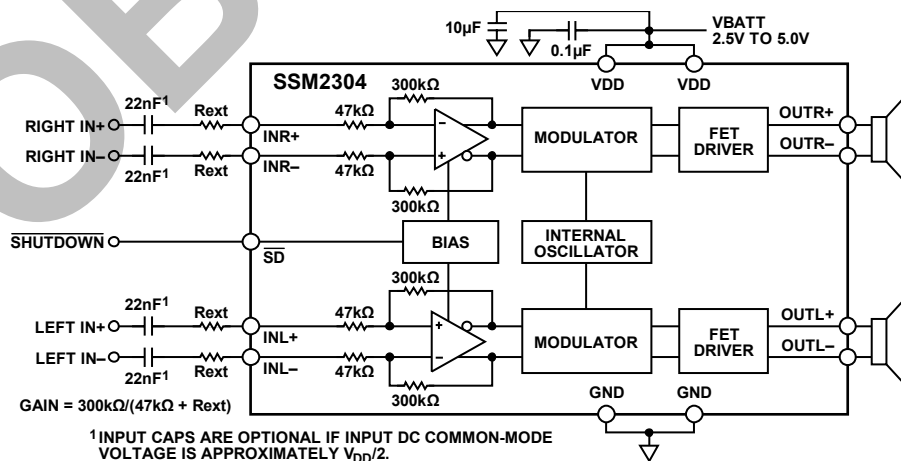 10µF
0.1µF
VBATT
2.5V TO 5.0V
SSM2304
VDD
VDD
22nF1
Rext
300kΩ
47kΩ
RIGHT IN+
INR+
OUTR+
MODULATOR
FET
DRIVER
RIGHT IN–
INR–
OUTR–
22nF1
Rext
47kΩ
300kΩ
SHUTDOWN
SD
BIAS
INTERNAL
OSCILLATOR
300kΩ
22nF1
Rext
47kΩ
LEFT IN+
INL+
OUTL+
MODULATOR
FET
DRIVER
LEFT IN–
INL–
OUTL–
22nF1
Rext
47kΩ
300kΩ
GND
GND
GAIN = 300kΩ/(47kΩ + Rext)
1 INPUT CAPS ARE OPTIONAL IF INPUT DC COMMON-MODE
VOLTAGE IS APPROXIMATELY VDD/2.